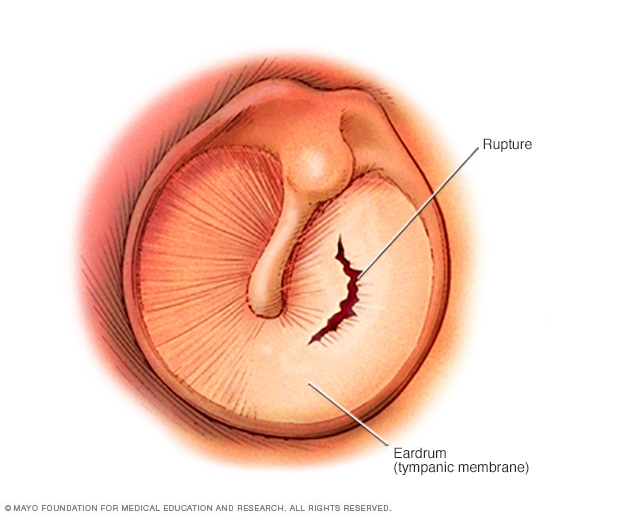 Rupture
Eardrum
(tympanic membrane)
© MAYO FOUNDATION FOR MEDICAL EDUCATION AND RESEARCH. ALL RIGHTS RESERVED.